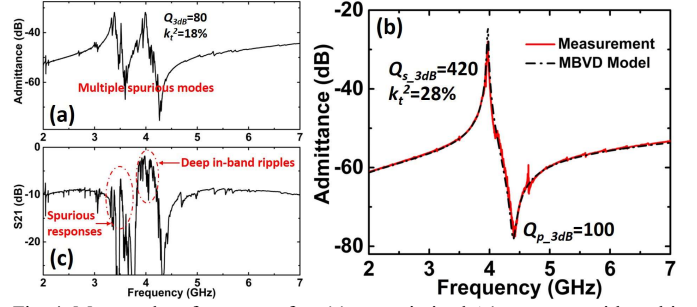 Admittance (dB)
-40
-60
Q3dB=80
kt²=18%
Multiple spurious modes
(a)
2 3 4 5 6 7
S21 (dB)
0
-10
-20
Deep in-band ripples
Spurious
responses
(c)
2 3 4 5 6 7
Frequency (GHz)
Admittance (dB)
-20
-40
-60
-80
(b)
Measurement
MBVD Model
Qs_3dB=420
kt²=28%
Qp_3dB=100
2 3 4 5 6 7
Frequency (GHz)